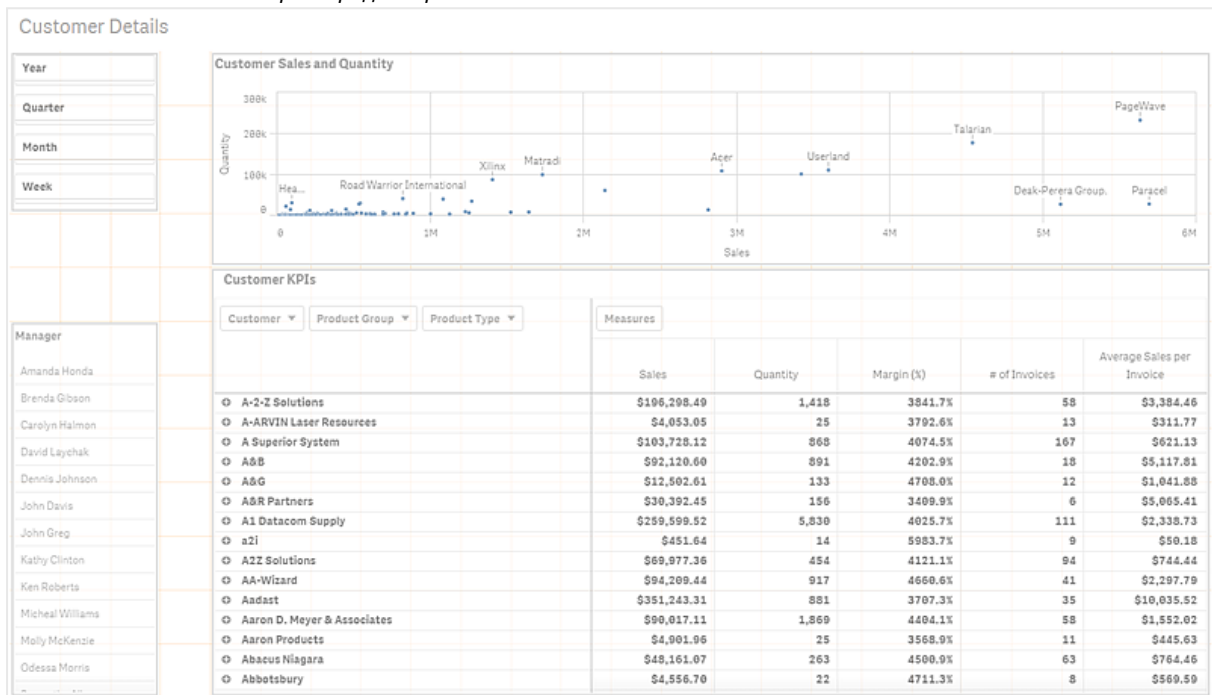 Customer Details
Year
Quarter
Month
Week
Customer Sales and Quantity
Quantity
300k
200k
100k
0
PageWave
Talarian
Acer
Userland
Xilinx
Matradi
Hea...
Road Warrior International
Deak-Perera Group.
Paracel
0 1M 2M 3M 4M 5M 6M
Sales
Manager
Amanda Honda
Brenda Gibson
Carolyn Halmon
David Laychak
Dennis Johnson
John Davis
John Greg
Kathy Clinton
Ken Roberts
Micheal Williams
Molly McKenzie
Odessa Morris
Customer KPIs
Customer Product Group Product Type Measures
Sales Quantity Margin (%) # of Invoices Average Sales per
Invoice
A-2-Z Solutions $196,298.49 1,418 3841.7% 58 $3,384.46
A-ARVIN Laser Resources $4,053.05 25 3792.6% 13 $311.77
A Superior System $103,728.12 868 4074.5% 167 $621.13
A&B $92,120.60 891 4202.9% 18 $5,117.81
A&G $12,502.61 133 4708.0% 12 $1,041.88
A&R Partners $30,392.45 156 3409.9% 6 $5,065.41
A1 Datacom Supply $259,599.52 5,830 4025.7% 111 $2,338.73
a2i $451.64 14 5983.7% 9 $50.18
A2Z Solutions $69,977.36 454 4121.1% 94 $744.44
AA-Wizard $94,209.44 917 4660.6% 41 $2,297.79
Aadast $351,243.31 881 3707.3% 35 $10,035.52
Aaron D. Meyer & Associates $90,017.11 1,869 4404.1% 58 $1,552.02
Aaron Products $4,901.96 25 3568.9% 11 $445.63
Abacus Niagara $48,161.07 263 4500.9% 63 $764.46
Abbotsbury $4,556.70 22 4711.3% 8 $569.59